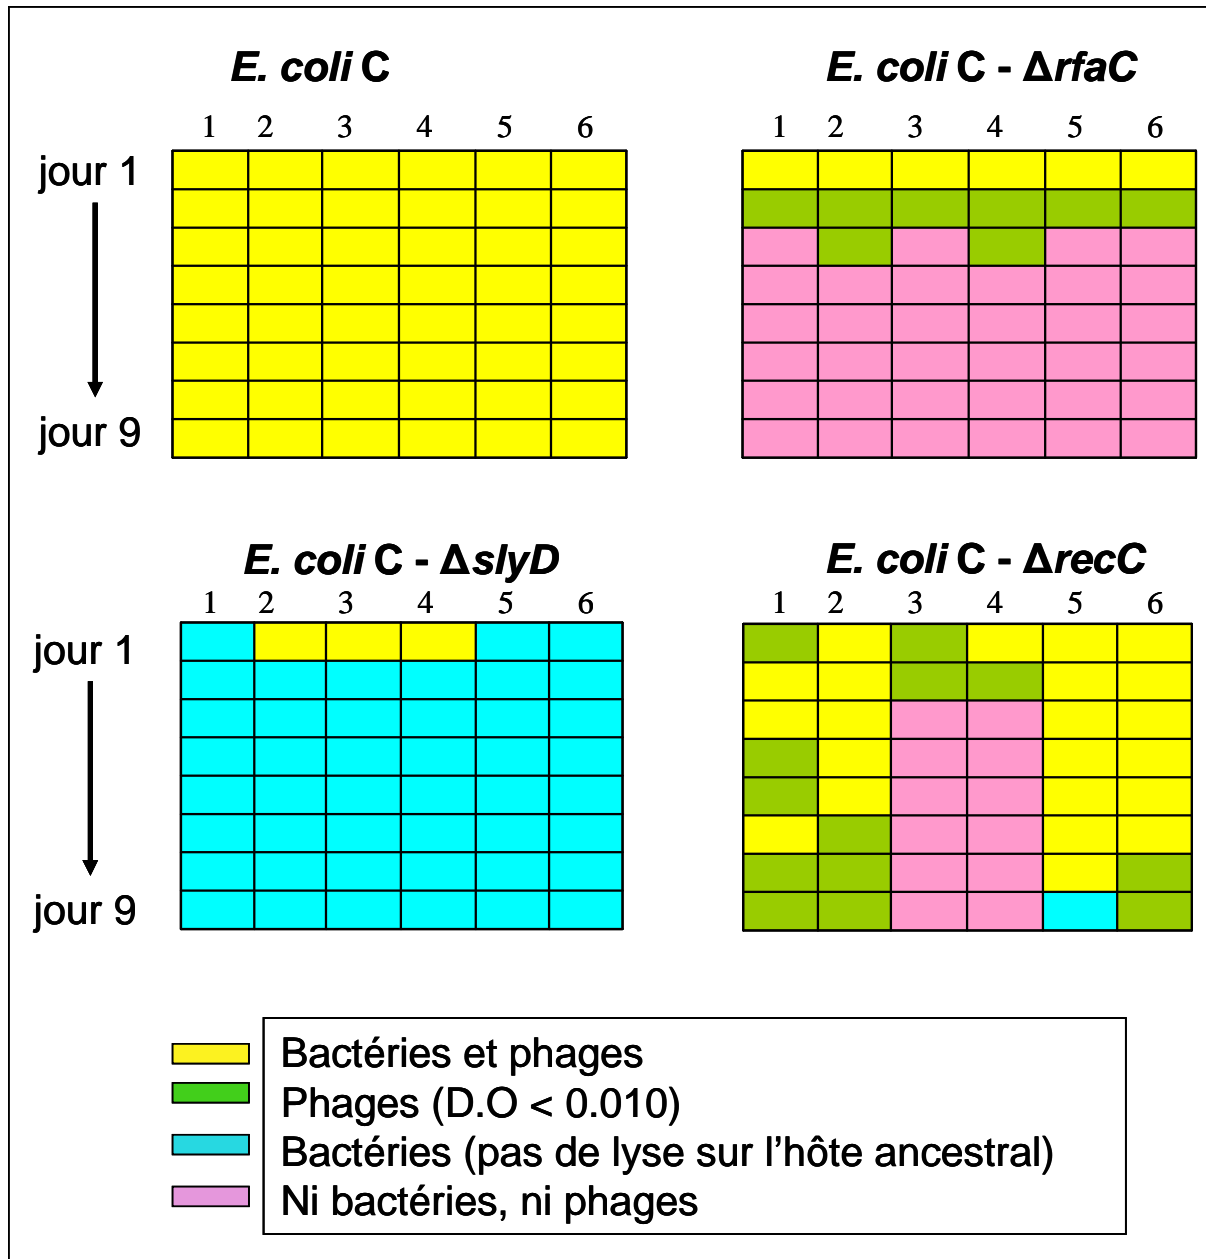 E. coli C
E. coli C - ΔrfaC
1 2 3 4 5 6
1 2 3 4 5 6
jour 1
jour 9
E. coli C - ΔslyD
E. coli C - ΔrecC
1 2 3 4 5 6
1 2 3 4 5 6
jour 1
jour 9
Bactéries et phages
Phages (D.O < 0.010)
Bactéries (pas de lyse sur l’hôte ancestral)
Ni bactéries, ni phages